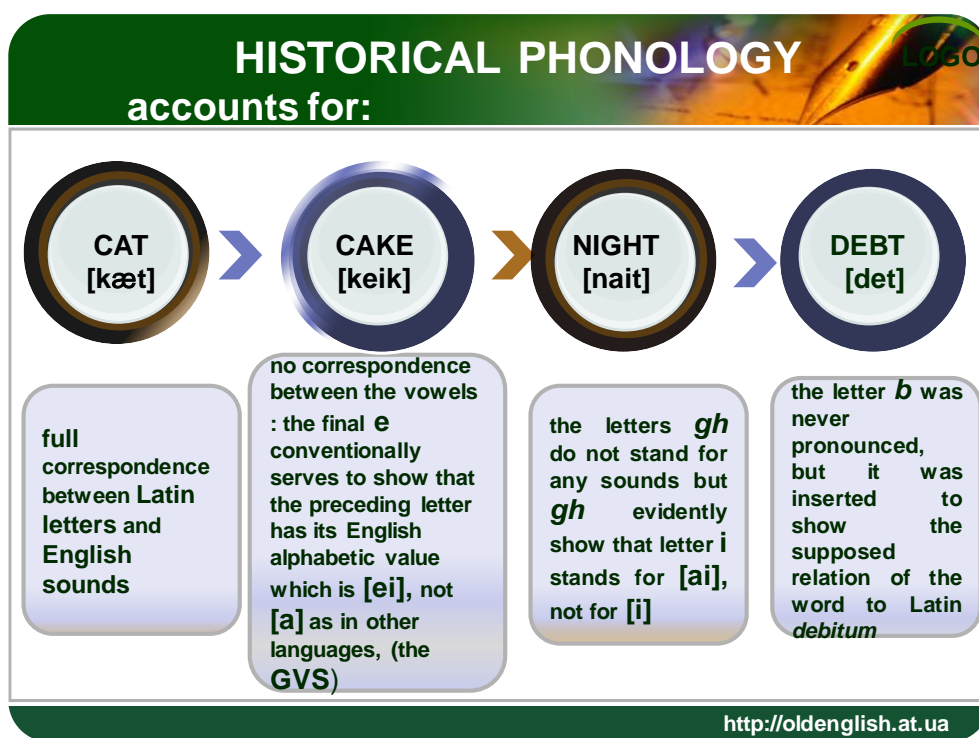 HISTORICAL PHONOLOGY
accounts for:
LOGO
CAT
[kæt]
CAKE
[keik]
NIGHT
[nait]
DEBT
[det]
full
correspondence
between Latin
letters and
English
sounds
no correspondence
between the vowels
: the final e
conventionally
serves to show that
the preceding letter
has its English
alphabetic value
which is [ei], not
[a] as in other
languages, (the
GVS)
the letters gh
do not stand for
any sounds but
gh evidently
show that letter i
stands for [ai],
not for [i]
the letter b was
never
pronounced,
but it was
inserted to
show the
supposed
relation of the
word to Latin
debitum
http://oldenglish.at.ua